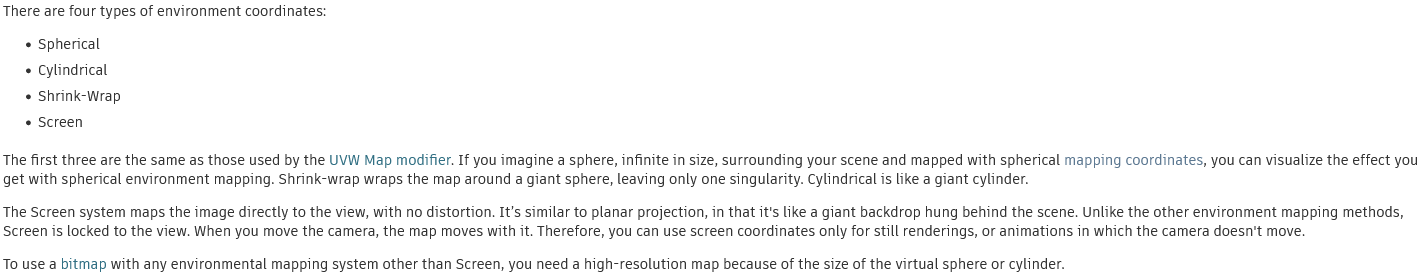 There are four types of environment coordinates:
• Spherical
• Cylindrical
• Shrink-Wrap
• Screen
The first three are the same as those used by the UVW Map modifier. If you imagine a sphere, infinite in size, surrounding your scene and mapped with spherical mapping coordinates, you can visualize the effect you
get with spherical environment mapping. Shrink-wrap wraps the map around a giant sphere, leaving only one singularity. Cylindrical is like a giant cylinder.
The Screen system maps the image directly to the view, with no distortion. It’s similar to planar projection, in that it's like a giant backdrop hung behind the scene. Unlike the other environment mapping methods,
Screen is locked to the view. When you move the camera, the map moves with it. Therefore, you can use screen coordinates only for still renderings, or animations in which the camera doesn't move.
To use a bitmap with any environmental mapping system other than Screen, you need a high-resolution map because of the size of the virtual sphere or cylinder.